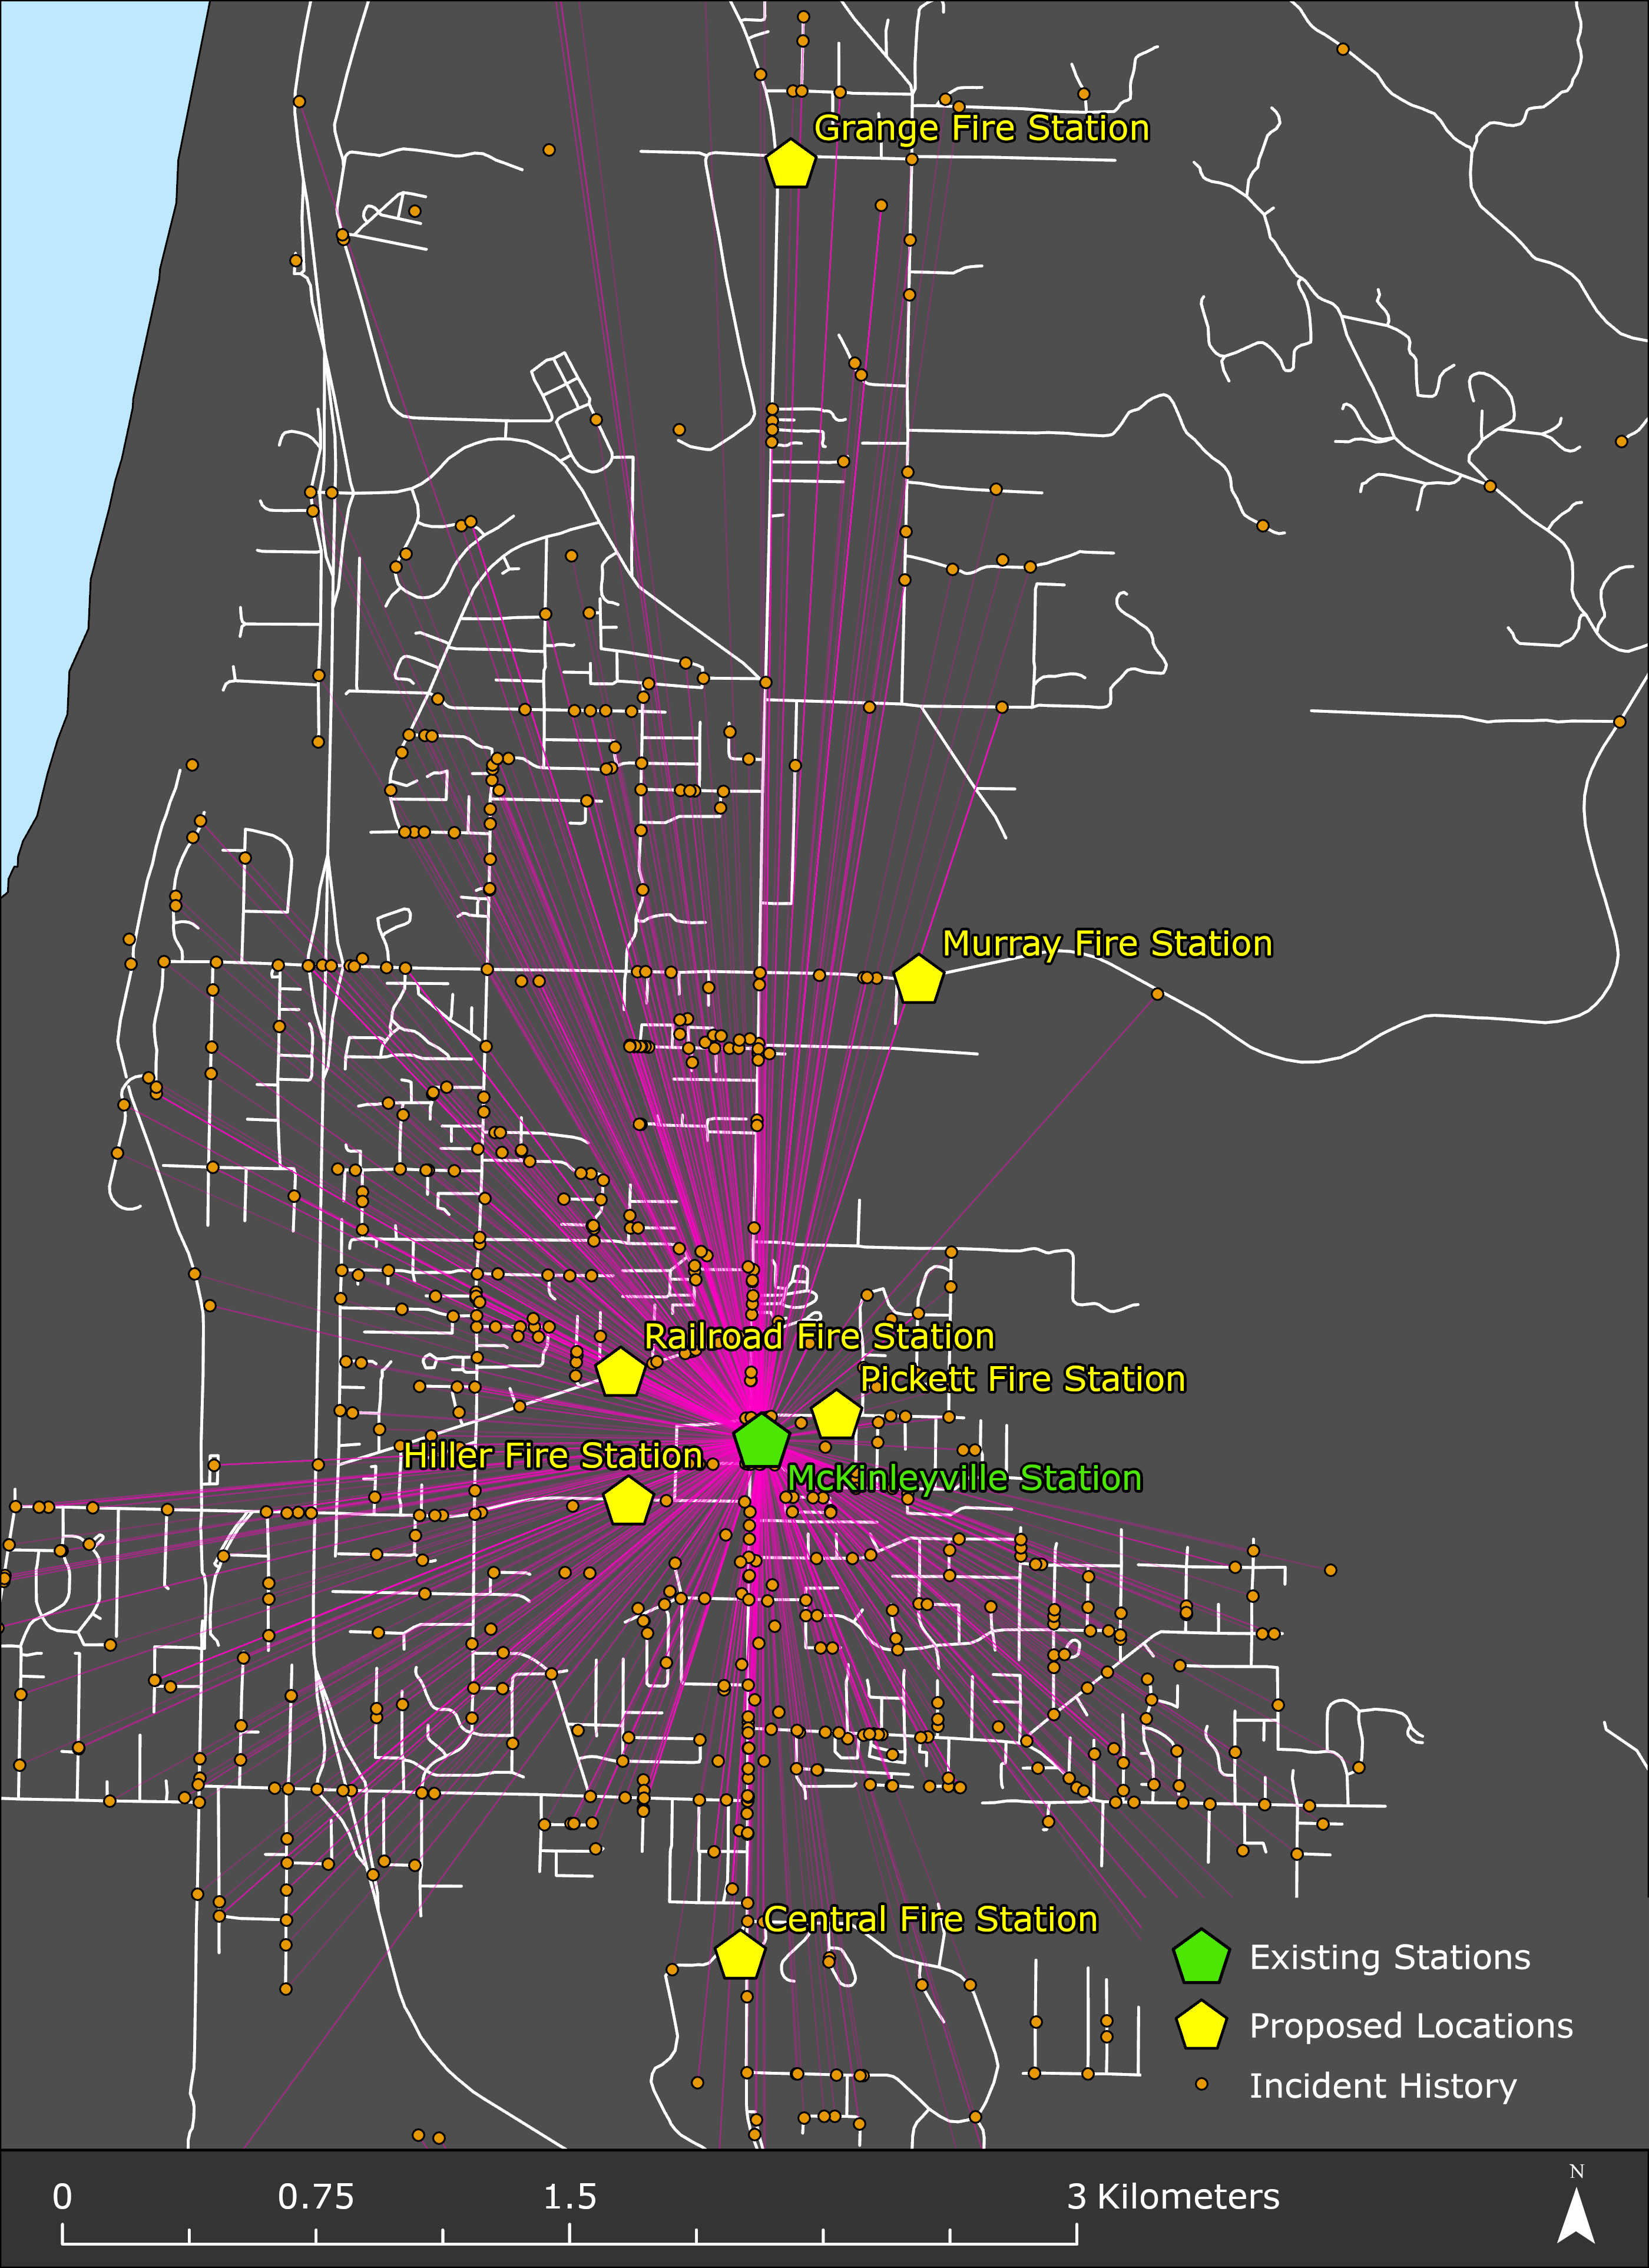 Grange Fire Station
Murray Fire Station
Railroad Fire Station
Pickett Fire Station
Hiller Fire Station
McKinleyville Station
Central Fire Station
Existing Stations
Proposed Locations
Incident History
0 0.75 1.5 3 Kilometers
N